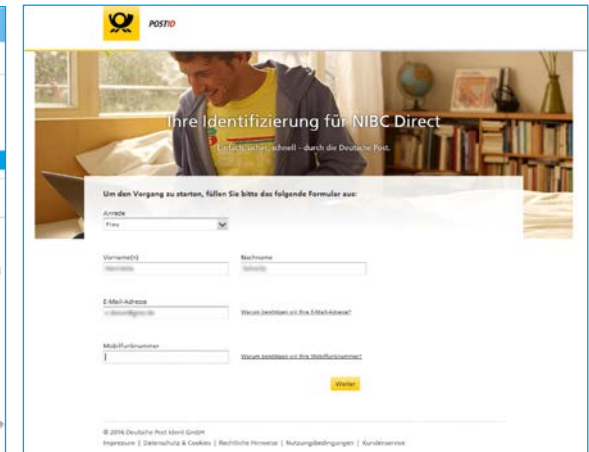 POSTID
Ihre Identifizierung für NIBC Direct
Einfach, sicher, schnell – durch die Deutsche Post.
Um den Vorgang zu starten, füllen Sie bitte das folgende Formular aus:
Anrede
Frau
Vorname(n) Nachname
E-Mail-Adresse
Warum benötigen wir Ihre E-Mail-Adresse?
Mobilfunknummer
Warum benötigen wir Ihre Mobilfunknummer?
Weiter
© 2016 Deutsche Post Ident GmbH
Impressum | Datenschutz & Cookies | Rechtliche Hinweise | Nutzungsbedingungen | Kundenservice